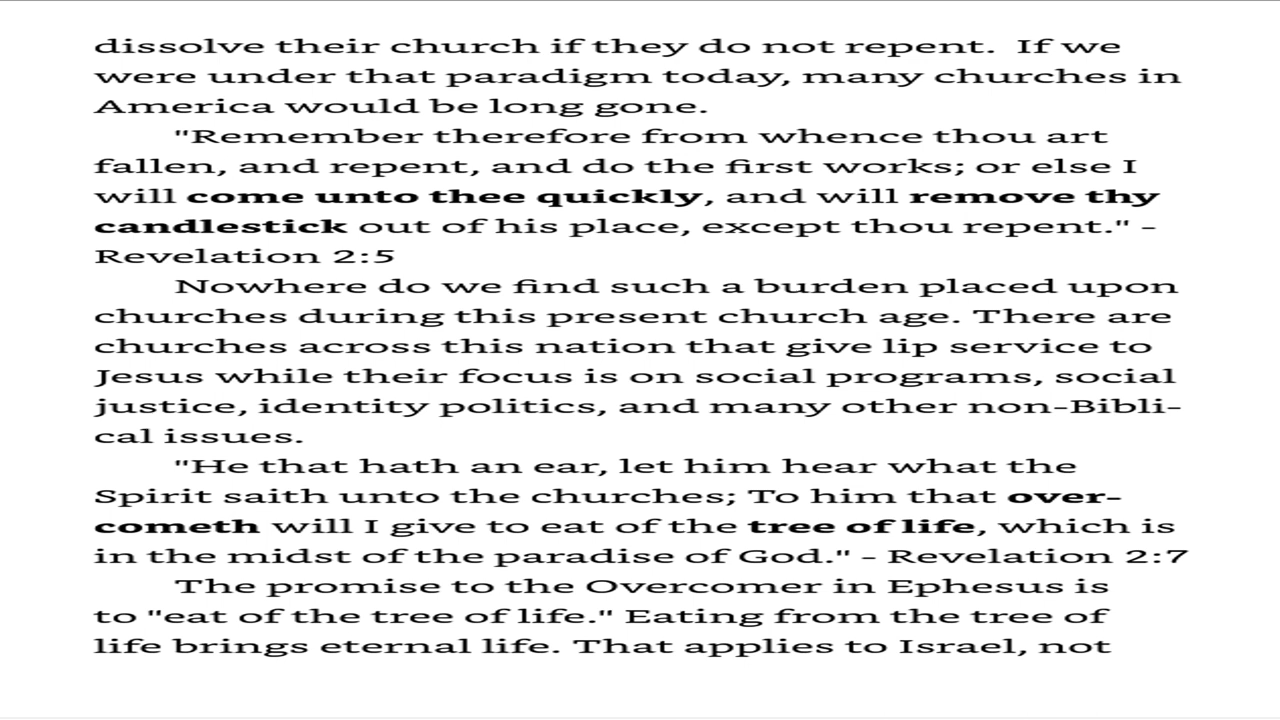 dissolve their church if they do not repent.  If we
were under that paradigm today, many churches in
America would be long gone.
"Remember therefore from whence thou art
fallen, and repent, and do the first works; or else I
will come unto thee quickly, and will remove thy
candlestick out of his place, except thou repent." -
Revelation 2:5
Nowhere do we find such a burden placed upon
churches during this present church age. There are
churches across this nation that give lip service to
Jesus while their focus is on social programs, social
justice, identity politics, and many other non-Bibli-
cal issues.
"He that hath an ear, let him hear what the
Spirit saith unto the churches; To him that over-
cometh will I give to eat of the tree of life, which is
in the midst of the paradise of God." - Revelation 2:7
The promise to the Overcomer in Ephesus is
to "eat of the tree of life." Eating from the tree of
life brings eternal life. That applies to Israel, not